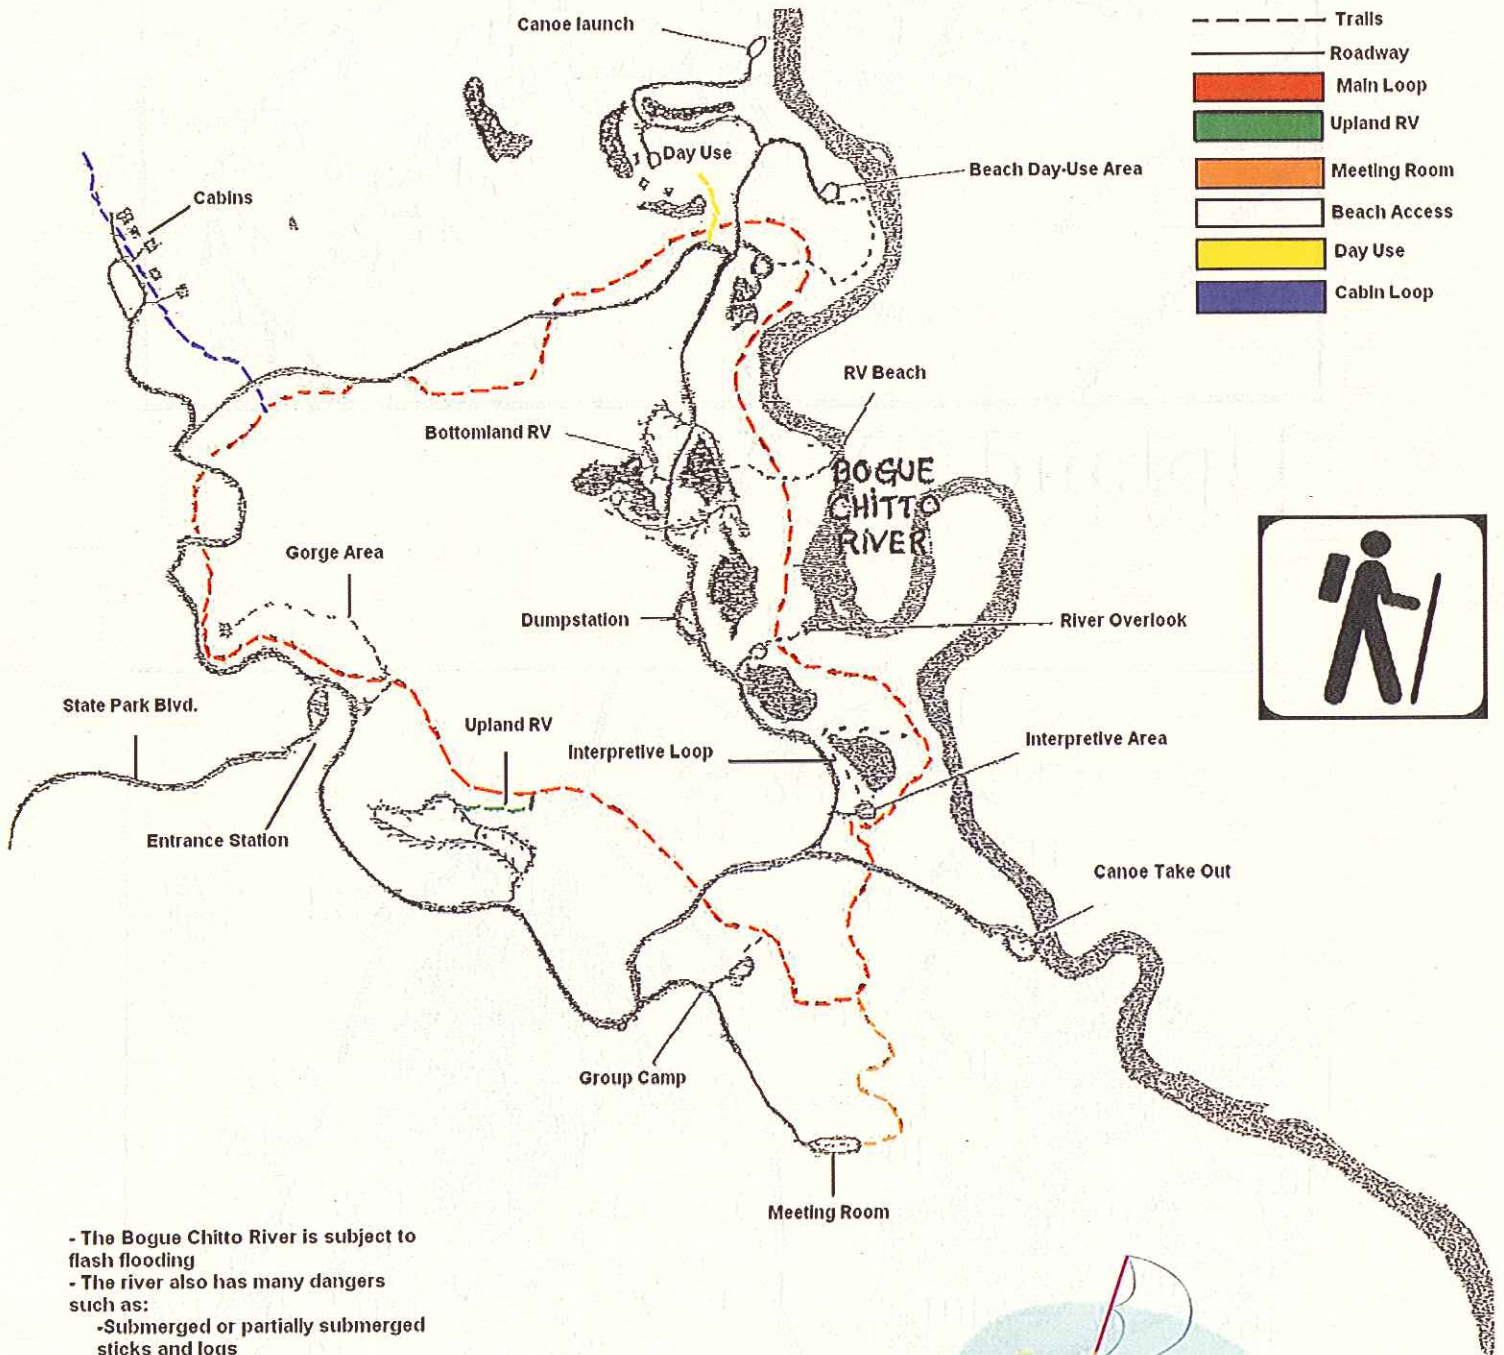 Canoe launch
Trails
Roadway
Main Loop
Upland RV
Meeting Room
Beach Access
Day Use
Cabin Loop
Day Use
Beach Day-Use Area
Cabins
RV Beach
Bottomland RV
BOGUE
CHITTO
RIVER
Gorge Area
Dumpstation
River Overlook
State Park Blvd.
Upland RV
Interpretive Loop
Interpretive Area
Entrance Station
Canoe Take Out
Group Camp
Meeting Room
- The Bogue Chitto River is subject to
flash flooding
- The river also has many dangers
such as:
-Submerged or partially submerged
sticks and logs